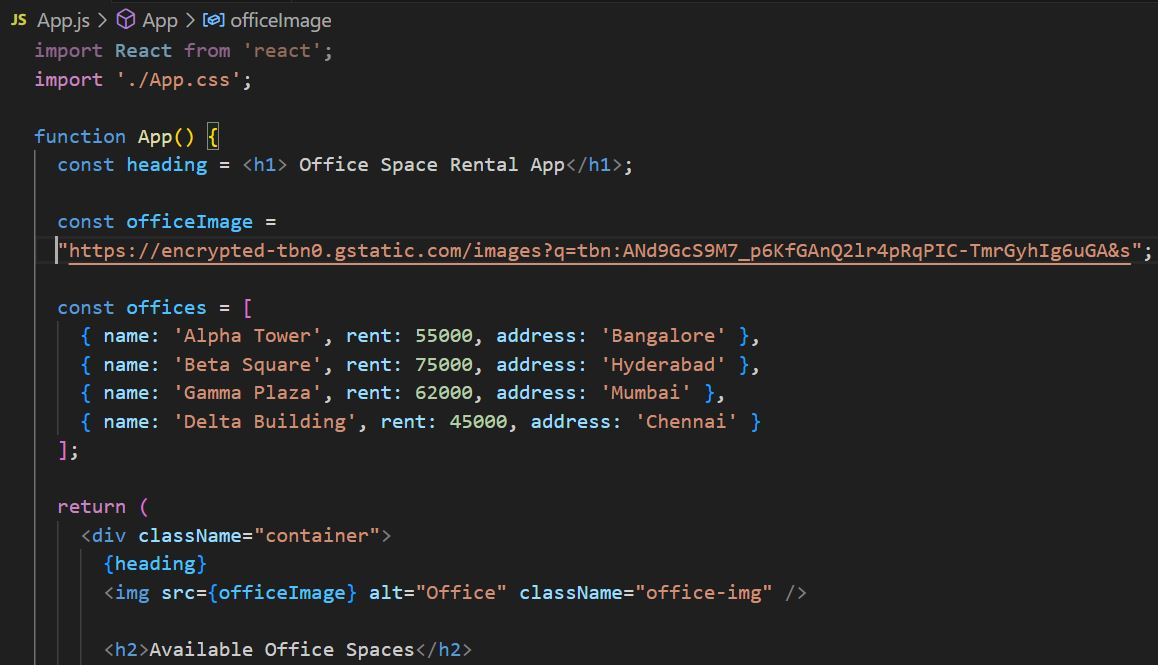 JS App.js > App > officeImage
import React from 'react';
import './App.css';
function App() {
const heading = <h1> Office Space Rental App</h1>;
const officeImage =
"https://encrypted-tbn0.gstatic.com/images?q=tbn:ANd9GcS9M7_p6KfGAnQ2lr4pRqPIC-TmrGyhIg6uGA&s";
const offices = [
{ name: 'Alpha Tower', rent: 55000, address: 'Bangalore' },
{ name: 'Beta Square', rent: 75000, address: 'Hyderabad' },
{ name: 'Gamma Plaza', rent: 62000, address: 'Mumbai' },
{ name: 'Delta Building', rent: 45000, address: 'Chennai' }
];
return (
<div className="container">
{heading}
<img src={officeImage} alt="Office" className="office-img" />
<h2>Available Office Spaces</h2>